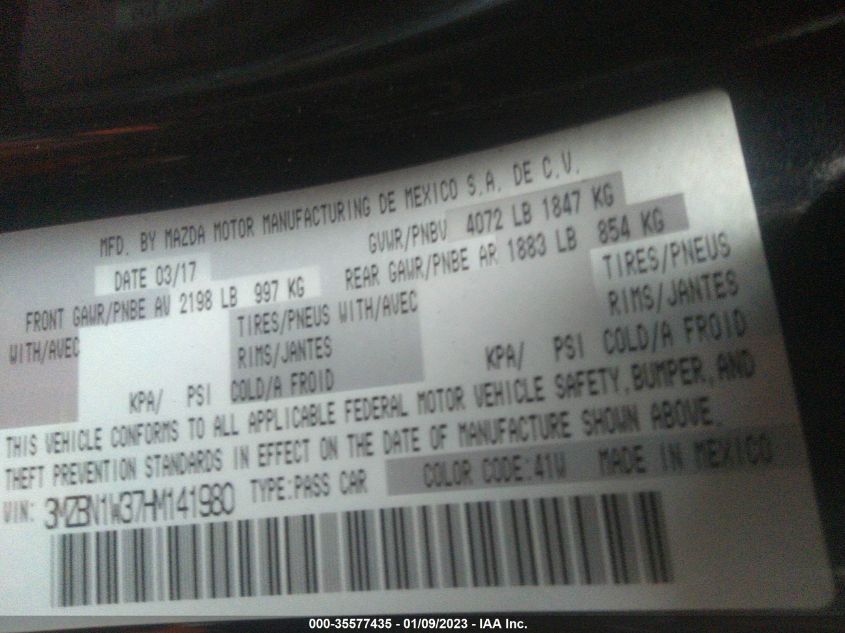 MFD. BY MAZDA MOTOR MANUFACTURING DE MEXICO S.A. DE C.V.
DATE 03/17 GVWR/PNBV 4072 LB 1847 KG
FRONT GAWR/PNBE AV 2198 LB 997 KG REAR GAWR/PNBE AR 1883 LB 854 KG
WITH/AVEC TIRES/PNEUS WITH/AVEC TIRES/PNEUS
RIMS/JANTES RIMS/JANTES
KPA/ PSI COLD/A FROID KPA/ PSI COLD/A FROID
THIS VEHICLE CONFORMS TO ALL APPLICABLE FEDERAL MOTOR VEHICLE SAFETY, BUMPER, AND
THEFT PREVENTION STANDARDS IN EFFECT ON THE DATE OF MANUFACTURE SHOWN ABOVE.
VIN: 3MZBN1W37HM141980 TYPE:PASS CAR COLOR CODE:41W MADE IN MEXICO
000-35577435 - 01/09/2023 - IAA Inc.